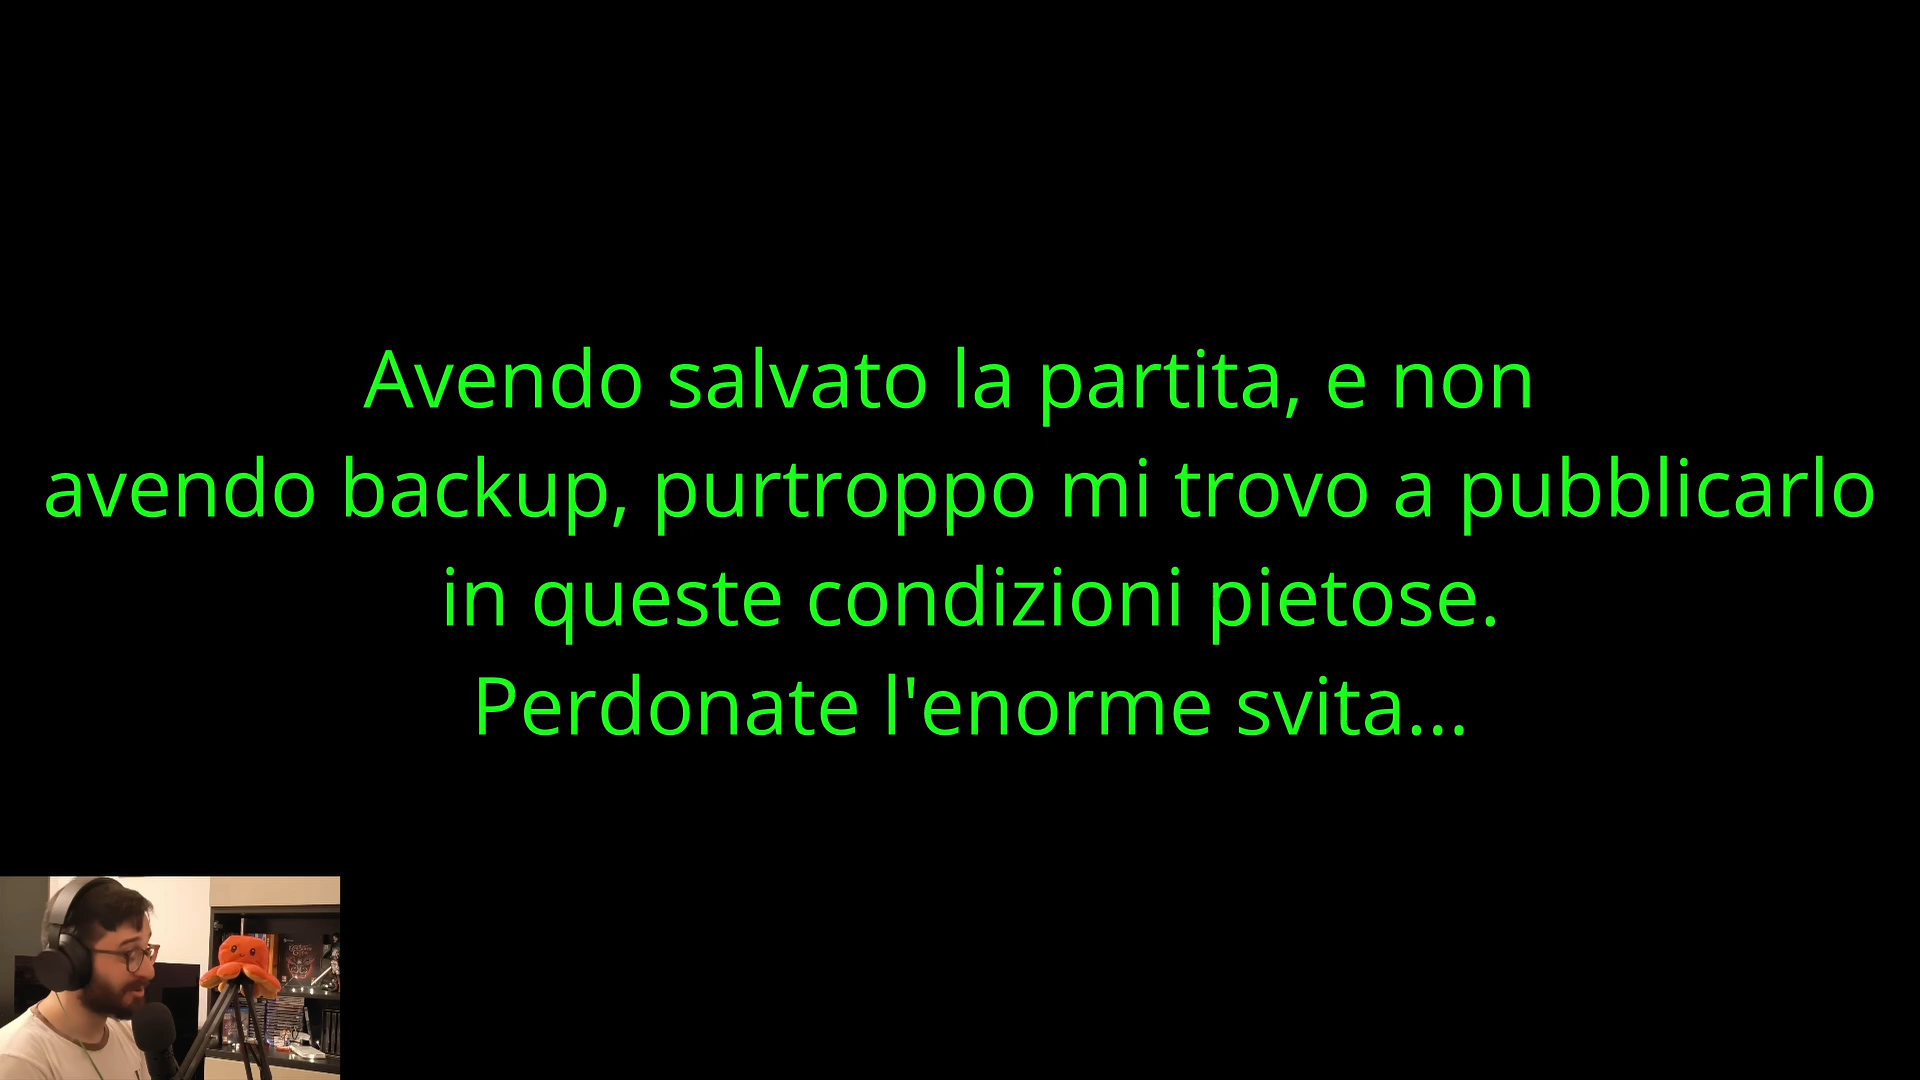 Avendo salvato la partita, e non
avendo backup, purtroppo mi trovo a pubblicarlo
in queste condizioni pietose.
Perdonate l'enorme svita...